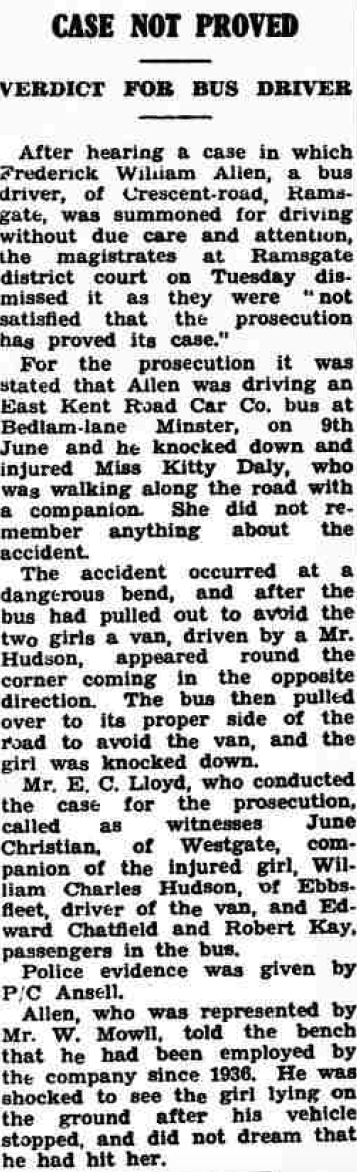 CASE NOT PROVED
VERDICT FOR BUS DRIVER
After hearing a case in which
Frederick William Allen, a bus
driver, of Crescent-road, Rams-
gate, was summoned for driving
without due care and attention,
the magistrates at Ramsgate
district court on Tuesday dis-
missed it as they were "not
satisfied that the prosecution
has proved its case."
For the prosecution it was
stated that Allen was driving an
East Kent Road Car Co. bus at
Bedlam-lane Minster, on 9th
June and he knocked down and
injured Miss Kitty Daly, who
was walking along the road with
a companion. She did not re-
member anything about the
accident.
The accident occurred at a
dangerous bend, and after the
bus had pulled out to avoid the
two girls a van, driven by a Mr.
Hudson, appeared round the
corner coming in the opposite
direction. The bus then pulled
over to its proper side of the
road to avoid the van, and the
girl was knocked down.
Mr. E. C. Lloyd, who conducted
the case for the prosecution,
called as witnesses June
Christian, of Westgate, com-
panion of the injured girl, Wil-
liam Charles Hudson, of Ebbs-
fleet, driver of the van, and Ed-
ward Chatfield and Robert Kay,
passengers in the bus.
Police evidence was given by
P/C Ansell.
Allen, who was represented by
Mr. W. Mowll, told the bench
that he had been employed by
the company since 1936. He was
shocked to see the girl lying on
the ground after his vehicle
stopped, and did not dream that
he had hit her.